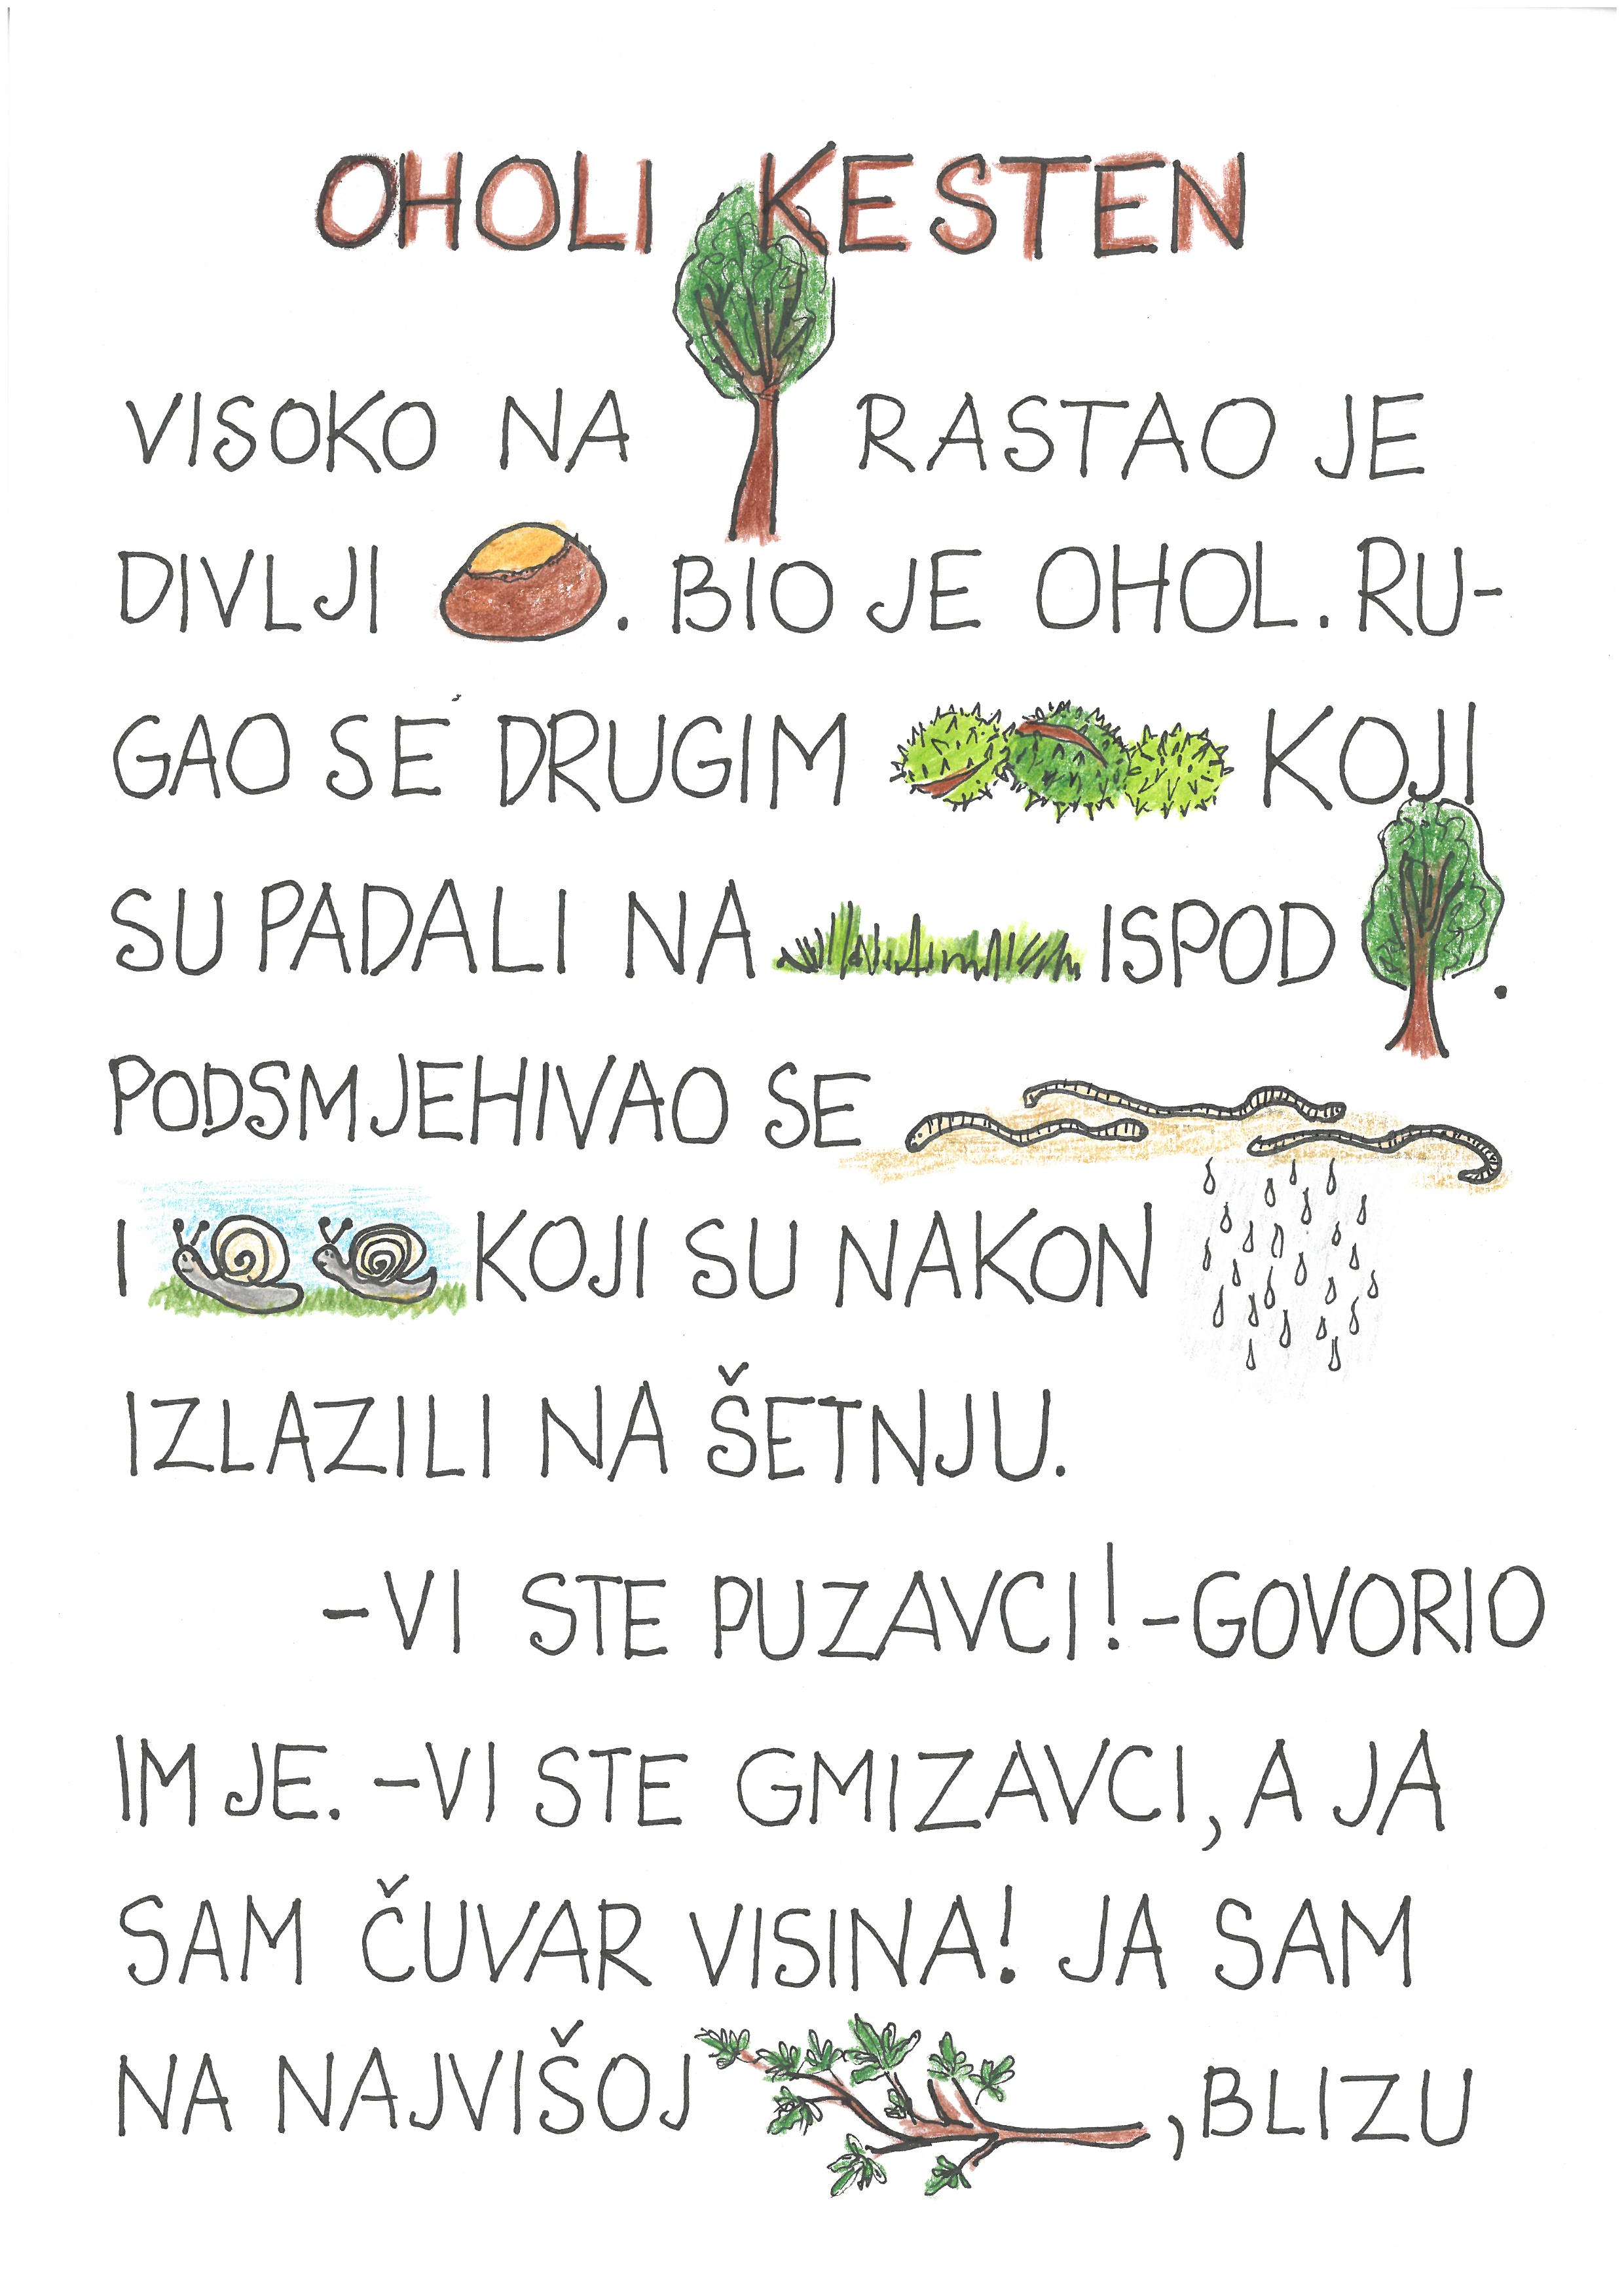 OHOLI KESTEN
VISOKO NA RASTAO JE
DIVLJI . BIO JE OHOL. RU-
GAO SE DRUGIM KOJI
SU PADALI NA ISPOD .
PODSMJEHIVAO SE
I KOJI SU NAKON
IZLAZILI NA ŠETNJU.
-VI STE PUZAVCI!-GOVORIO
IM JE. -VI STE GMIZAVCI, A JA
SAM ČUVAR VISINA! JA SAM
NA NAJVIŠOJ , BLIZU